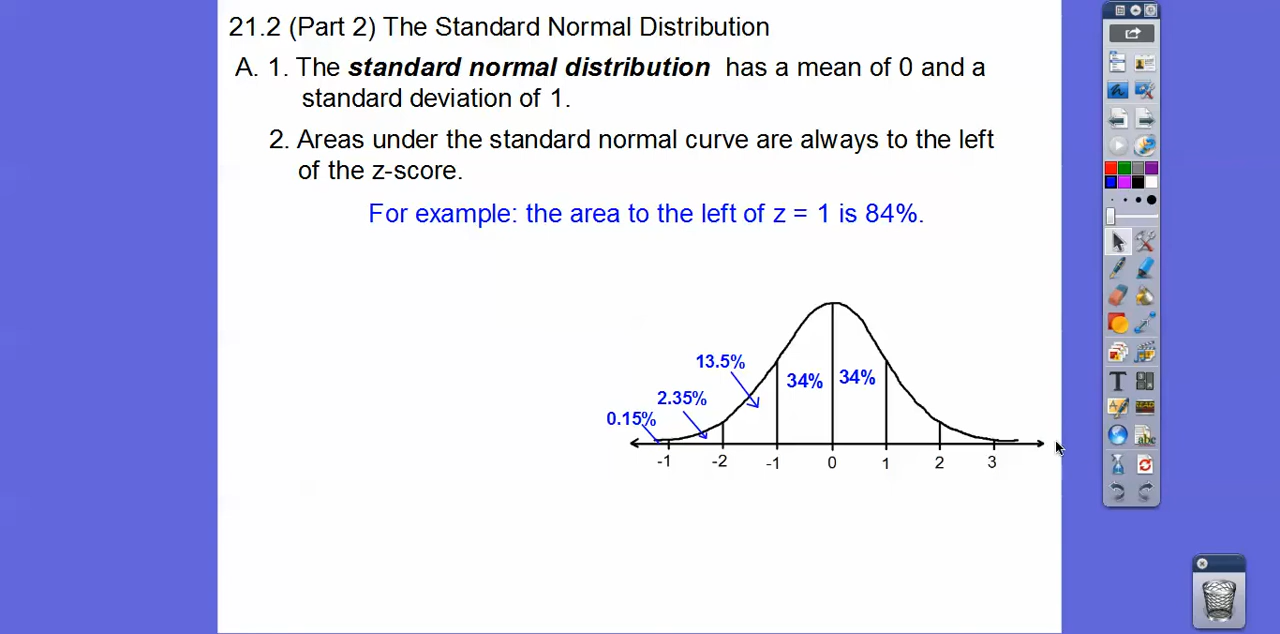 21.2 (Part 2) The Standard Normal Distribution
A. 1. The standard normal distribution has a mean of 0 and a
standard deviation of 1.
2. Areas under the standard normal curve are always to the left
of the z-score.
For example: the area to the left of z = 1 is 84%.
13.5%
34% 34%
2.35%
0.15%
-1 -2 -1 0 1 2 3
T
abc